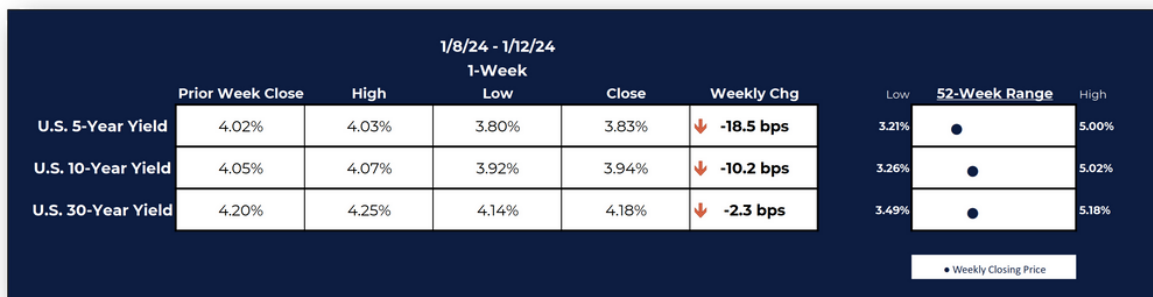 1/8/24 - 1/12/24
1-Week
Prior Week Close High Low Close Weekly Chg Low 52-Week Range High
U.S. 5-Year Yield 4.02% 4.03% 3.80% 3.83% -18.5 bps 3.21% 5.00%
U.S. 10-Year Yield 4.05% 4.07% 3.92% 3.94% -10.2 bps 3.26% 5.02%
U.S. 30-Year Yield 4.20% 4.25% 4.14% 4.18% -2.3 bps 3.49% 5.18%
Weekly Closing Price